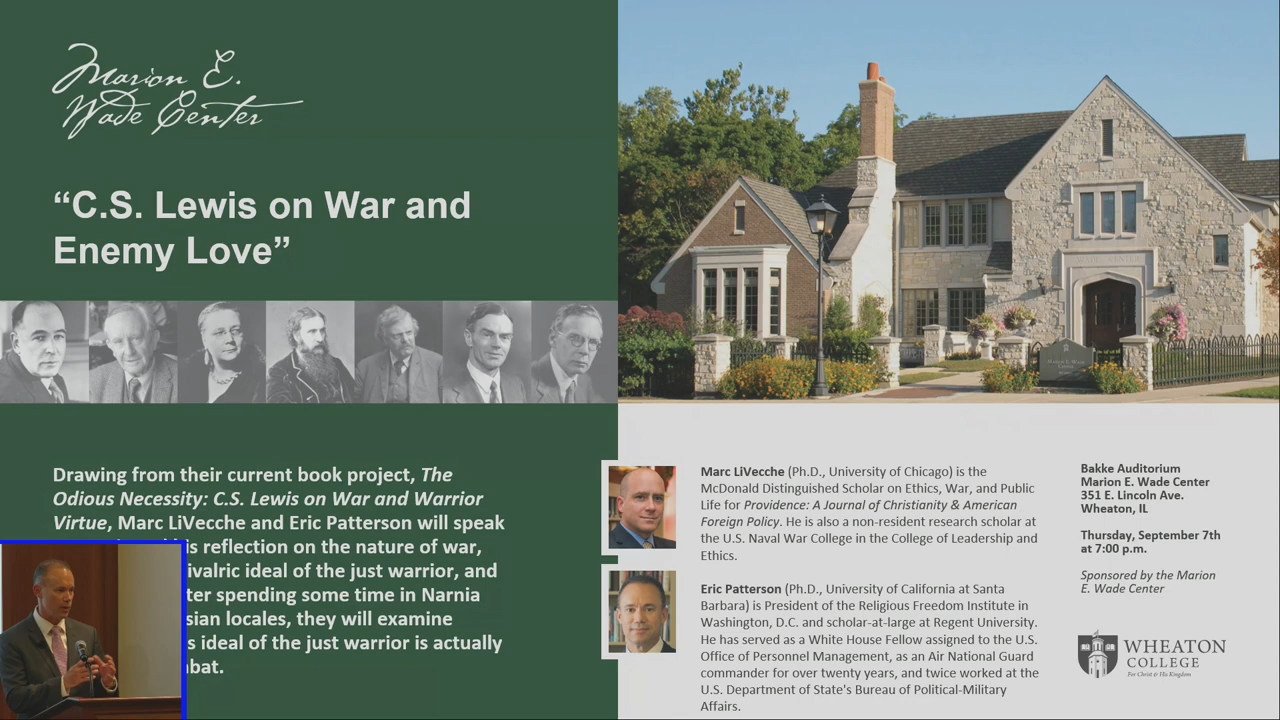 Marion E.
Wade Center
“C.S. Lewis on War and
Enemy Love”
Drawing from their current book project, The
Odious Necessity: C.S. Lewis on War and Warrior
Virtue, Marc LiVecche and Eric Patterson will speak
is reflection on the nature of war,
ivalric ideal of the just warrior, and
ter spending some time in Narnia
sian locales, they will examine
s ideal of the just warrior is actually
bat.
Marc LiVecche (Ph.D., University of Chicago) is the
McDonald Distinguished Scholar on Ethics, War, and Public
Life for Providence: A Journal of Christianity & American
Foreign Policy. He is also a non-resident research scholar at
the U.S. Naval War College in the College of Leadership and
Ethics.
Eric Patterson (Ph.D., University of California at Santa
Barbara) is President of the Religious Freedom Institute in
Washington, D.C. and scholar-at-large at Regent University.
He has served as a White House Fellow assigned to the U.S.
Office of Personnel Management, as an Air National Guard
commander for over twenty years, and twice worked at the
U.S. Department of State's Bureau of Political-Military
Affairs.
Bakke Auditorium
Marion E. Wade Center
351 E. Lincoln Ave.
Wheaton, IL
Thursday, September 7th
at 7:00 p.m.
Sponsored by the Marion
E. Wade Center
WHEATON
COLLEGE
For Christ & His Kingdom